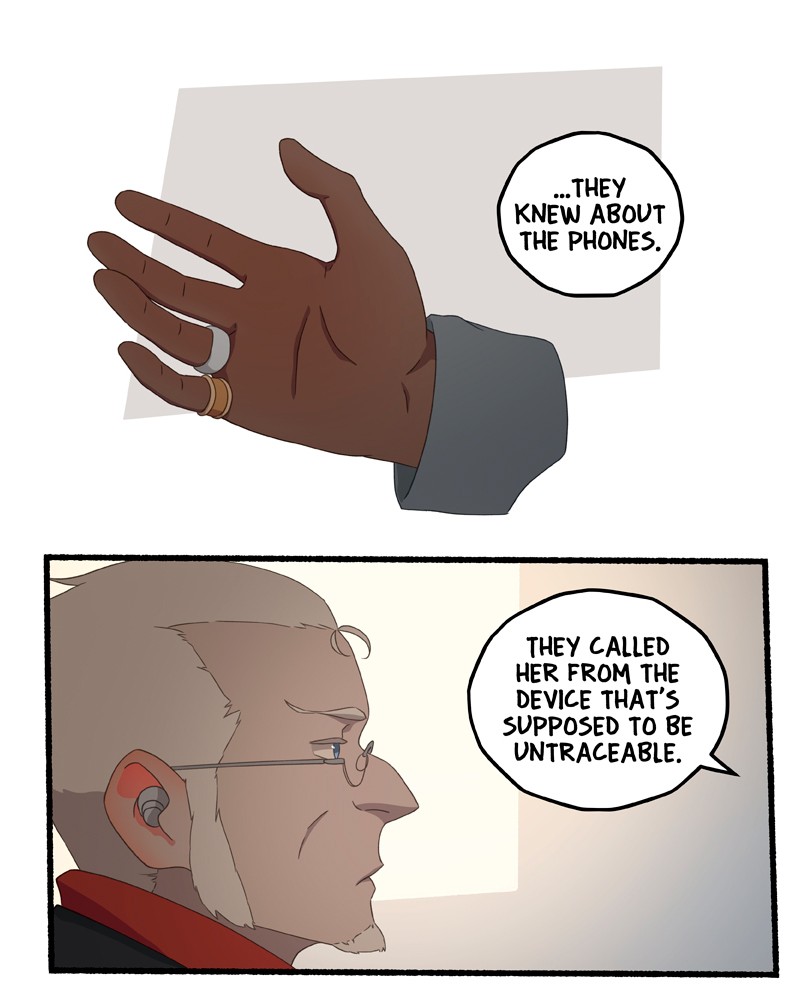 ...THEY
KNEW ABOUT
THE PHONES.
THEY CALLED
HER FROM THE
DEVICE THAT'S
SUPPOSED TO BE
UNTRACEABLE.